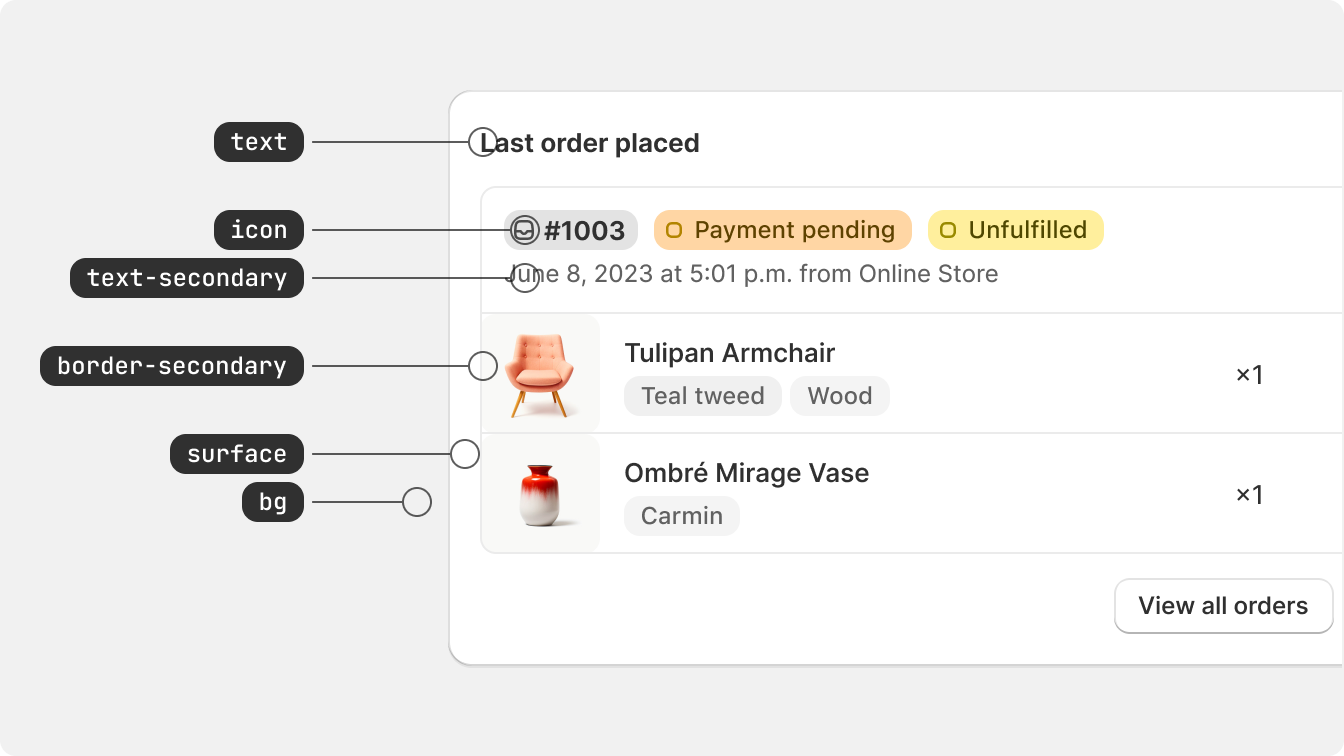 text
Last order placed
icon
#1003 Payment pending Unfulfilled
text-secondary
June 8, 2023 at 5:01 p.m. from Online Store
border-secondary
Tulipan Armchair
Teal tweed Wood
×1
surface
bg
Ombré Mirage Vase
Carmin
×1
View all orders